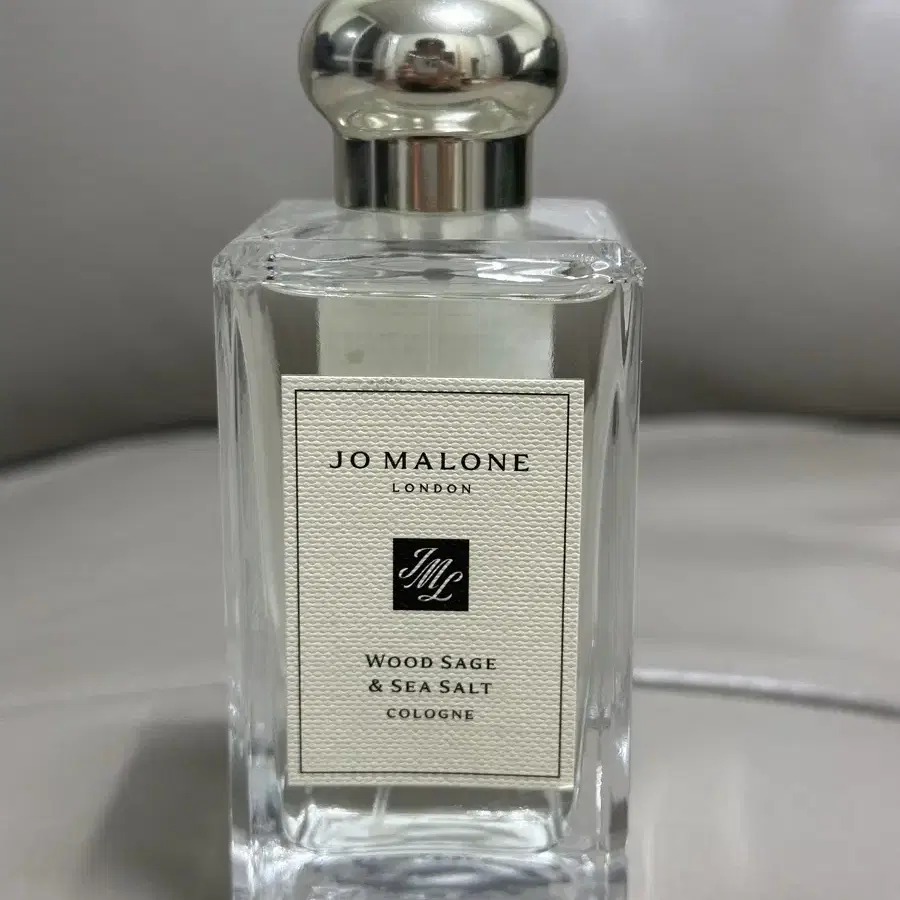 JO MALONE
LONDON
JML
WOOD SAGE
& SEA SALT
COLOGNE